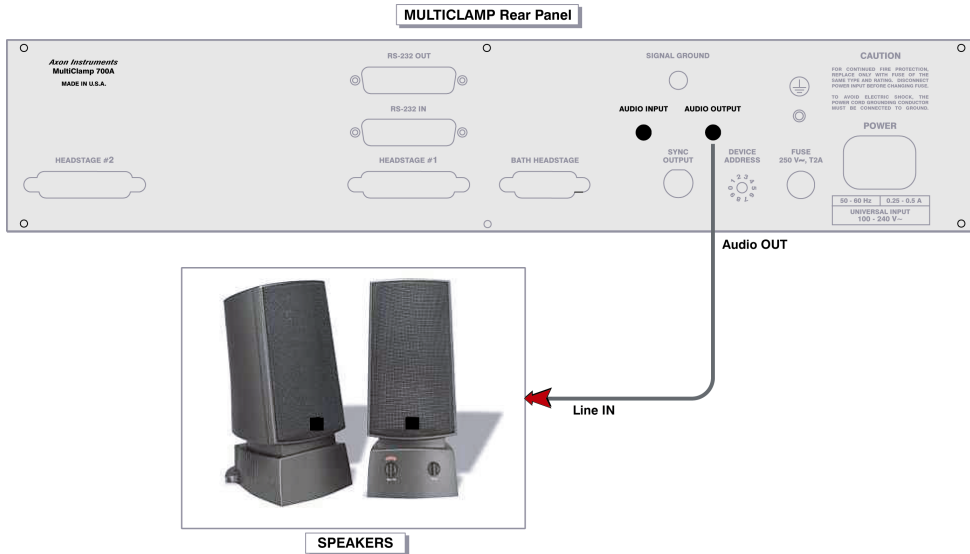 MULTICLAMP Rear Panel
Axon Instruments
MultiClamp 700A
MADE IN U.S.A.
RS-232 OUT
RS-232 IN
HEADSTAGE #2
HEADSTAGE #1
BATH HEADSTAGE
SIGNAL GROUND
AUDIO INPUT
AUDIO OUTPUT
SYNC
OUTPUT
DEVICE
ADDRESS
FUSE
250 V~, T2A
CAUTION
FOR CONTINUED FIRE PROTECTION,
REPLACE ONLY WITH FUSE OF THE
SAME TYPE AND RATING. DISCONNECT
POWER INPUT BEFORE CHANGING FUSE.
TO AVOID ELECTRIC SHOCK, THE
POWER CORD GROUNDING CONDUCTOR
MUST BE CONNECTED TO GROUND.
POWER
50 - 60 Hz
0.25 - 0.5 A
UNIVERSAL INPUT
100 - 240 V~
Audio OUT
Line IN
SPEAKERS